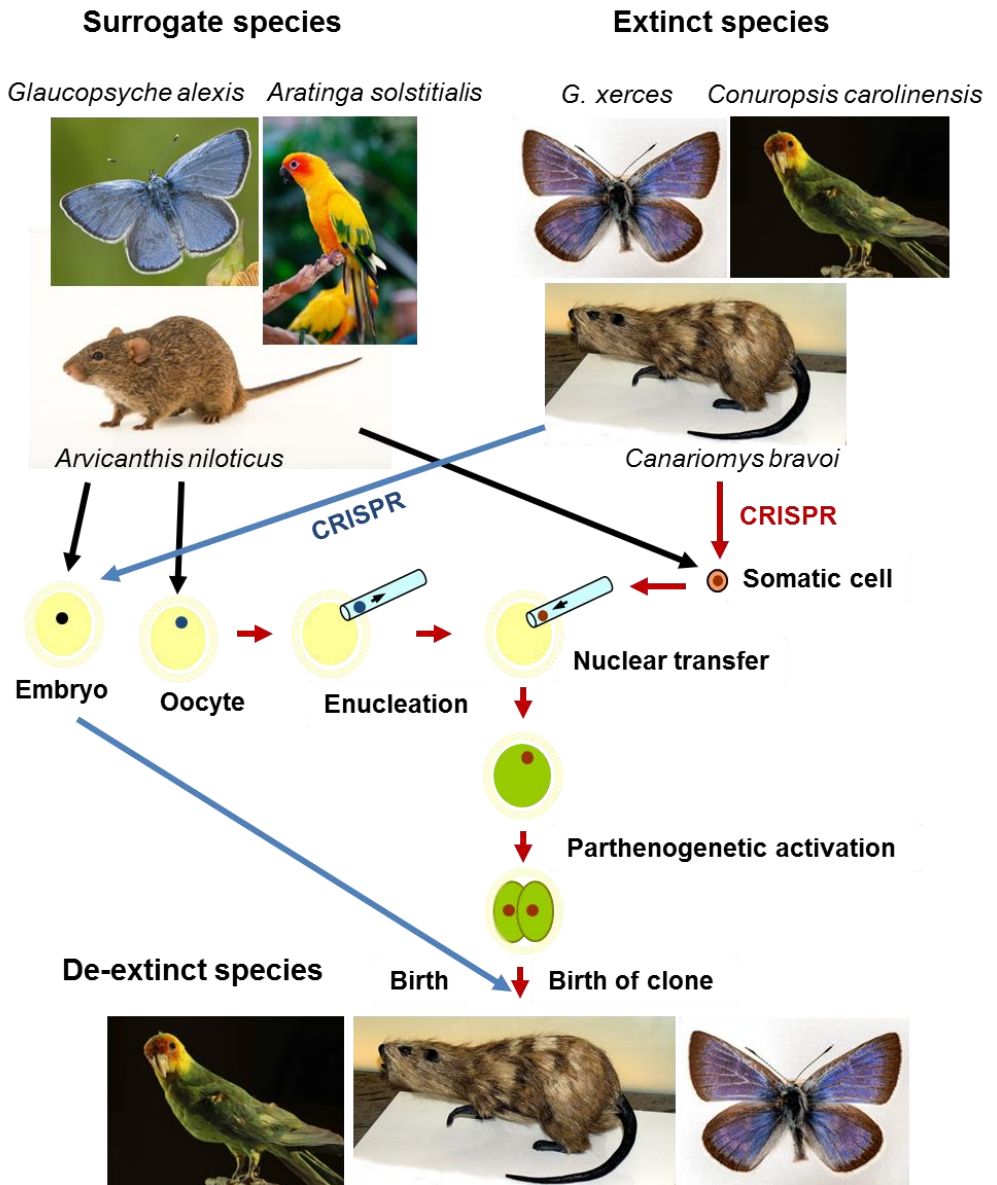 Surrogate species
Extinct species
Glaucopsyche alexis
Aratinga solstitialis
G. xerces
Conuropsis carolinensis
Arvicanthis niloticus
Canariomys bravoi
CRISPR
CRISPR
Somatic cell
Nuclear transfer
Embryo
Oocyte
Enucleation
Parthenogenetic activation
De-extinct species
Birth
Birth of clone